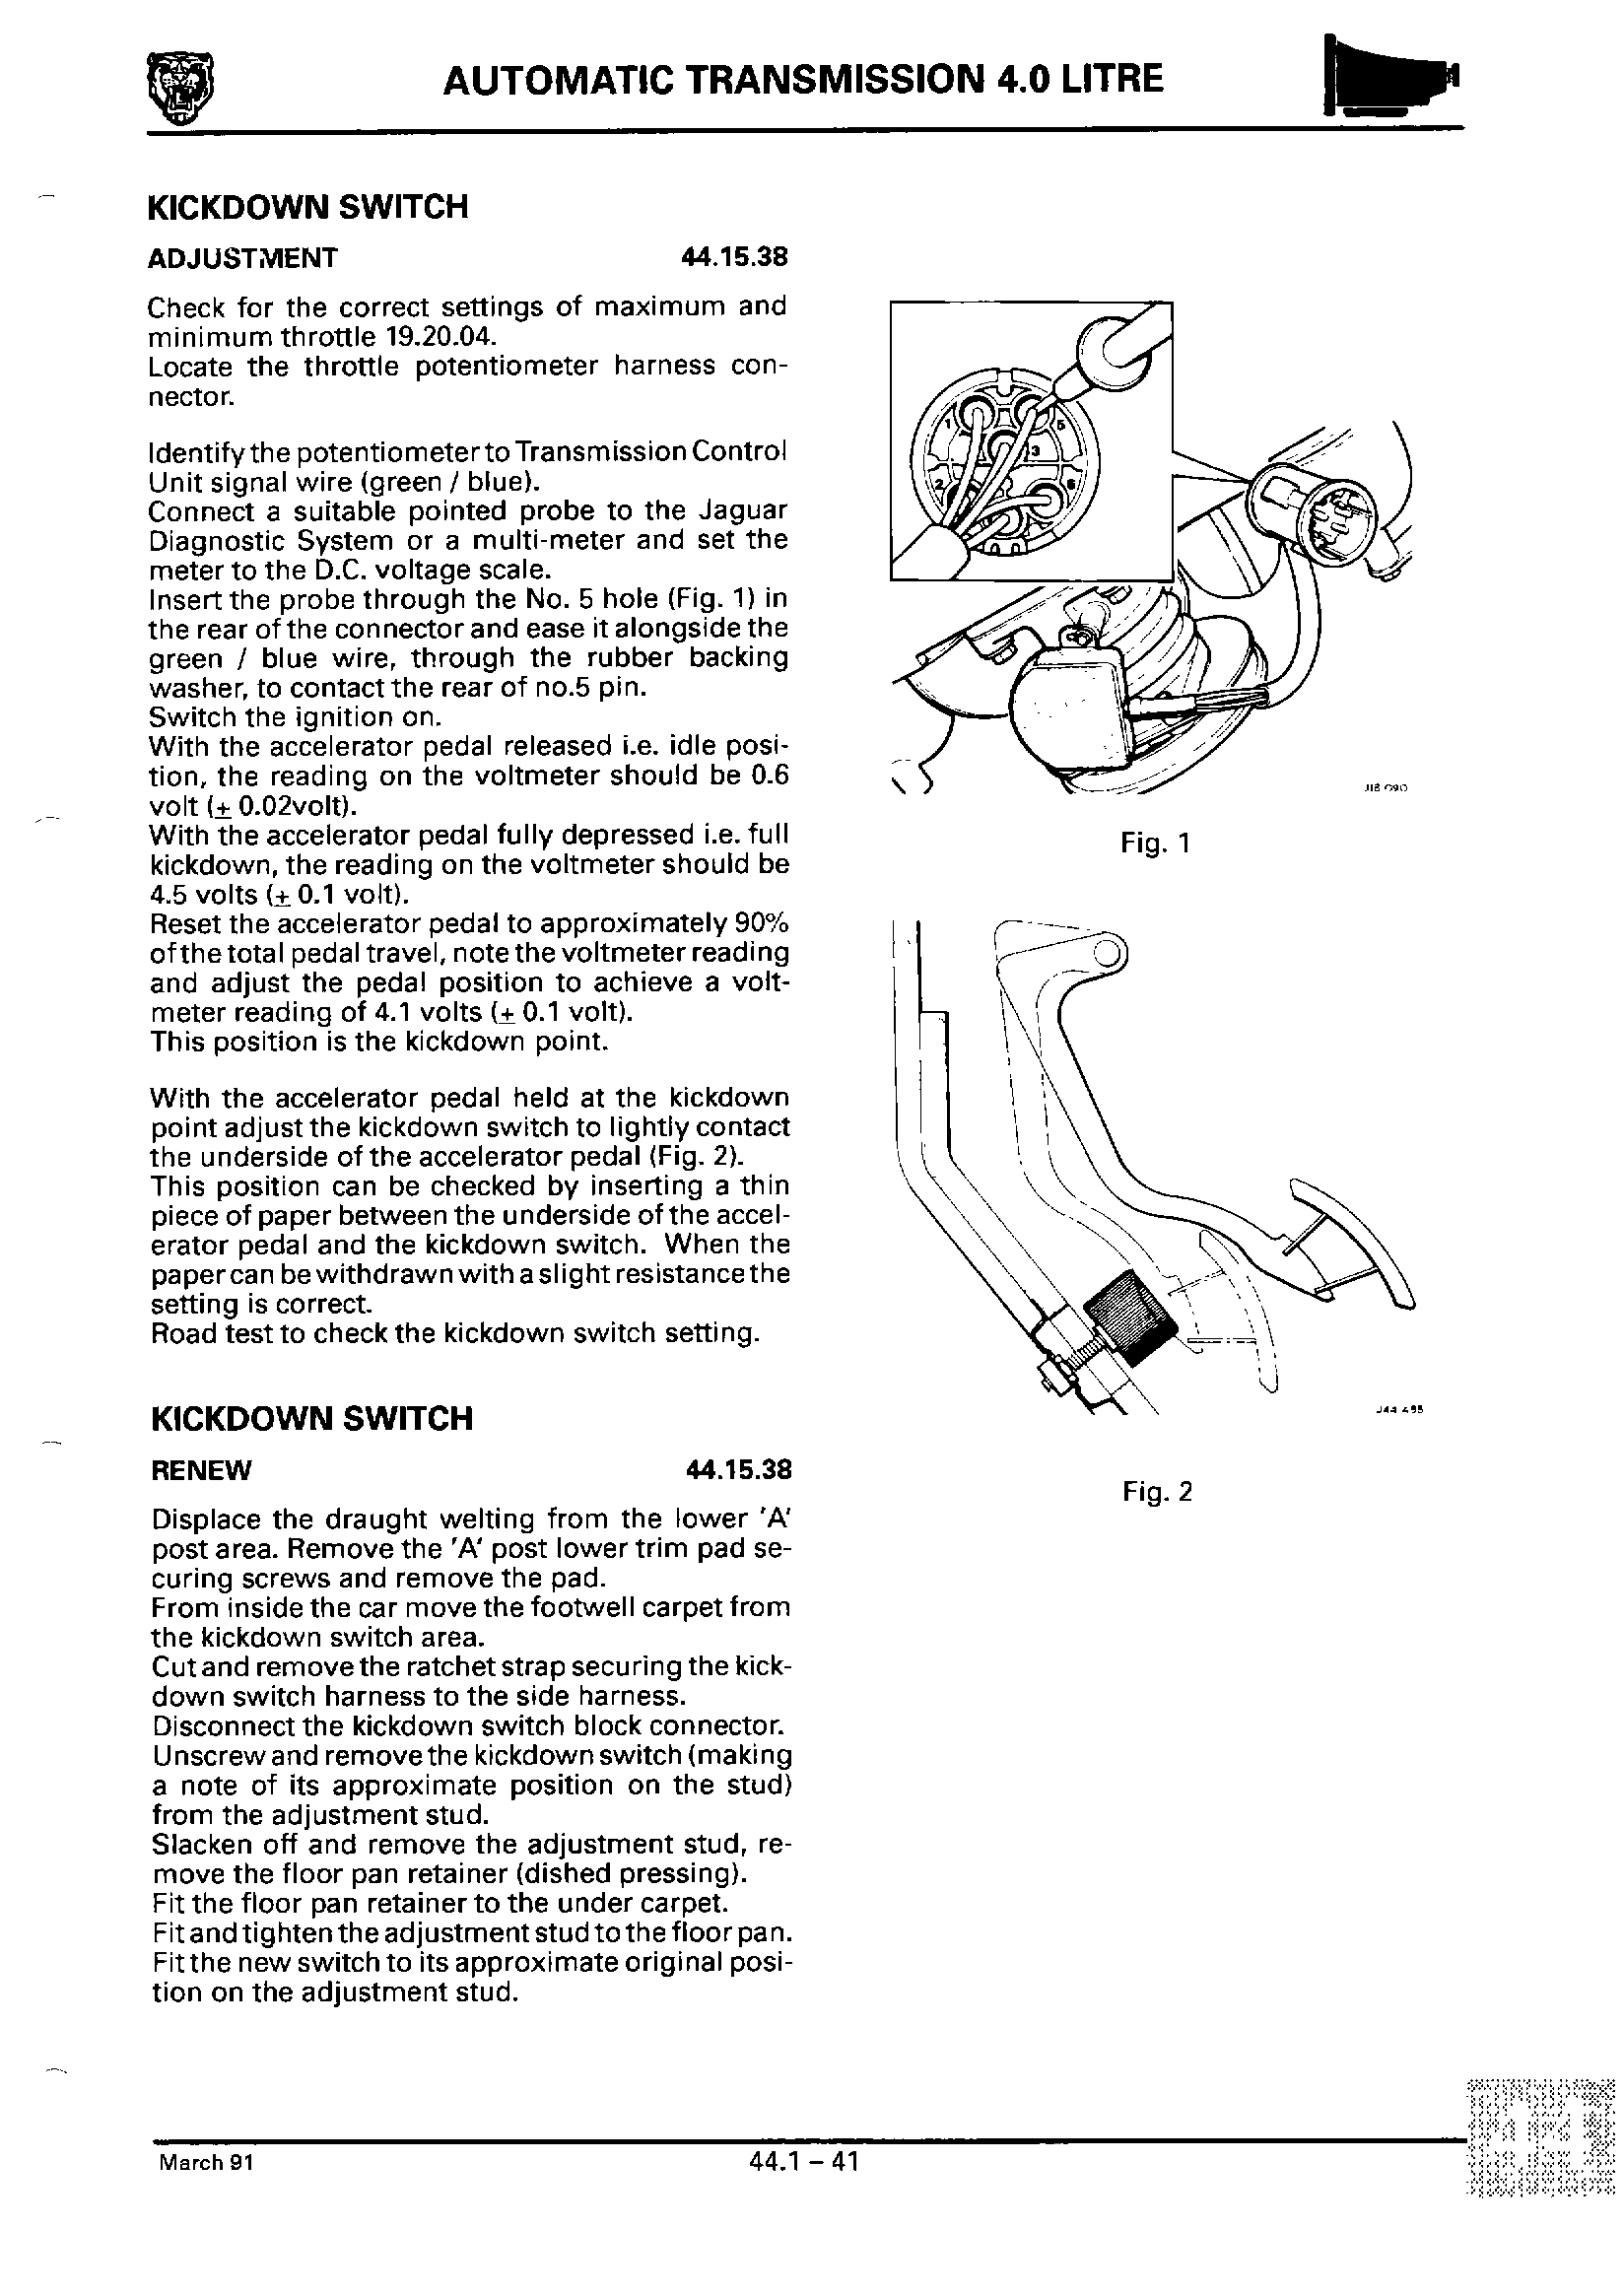 AUTOMATIC TRANSMISSION 4.0 LITRE
KICKDOWN SWITCH
ADJUSTMENT 44.15.38
Check for the correct settings of maximum and
minimum throttle 19.20.04.
Locate the throttle potentiometer harness con-
nector.
Identify the potentiometer to Transmission Control
Unit signal wire (green / blue).
Connect a suitable pointed probe to the Jaguar
Diagnostic System or a multi-meter and set the
meter to the D.C. voltage scale.
Insert the probe through the No. 5 hole (Fig. 1) in
the rear of the connector and ease it alongside the
green / blue wire, through the rubber backing
washer, to contact the rear of no.5 pin.
Switch the ignition on.
With the accelerator pedal released i.e. idle posi-
tion, the reading on the voltmeter should be 0.6
volt (± 0.02volt).
With the accelerator pedal fully depressed i.e. full
kickdown, the reading on the voltmeter should be
4.5 volts (± 0.1 volt).
Reset the accelerator pedal to approximately 90%
of the total pedal travel, note the voltmeter reading
and adjust the pedal position to achieve a volt-
meter reading of 4.1 volts (± 0.1 volt).
This position is the kickdown point.
With the accelerator pedal held at the kickdown
point adjust the kickdown switch to lightly contact
the underside of the accelerator pedal (Fig. 2).
This position can be checked by inserting a thin
piece of paper between the underside of the accel-
erator pedal and the kickdown switch. When the
paper can be withdrawn with a slight resistance the
setting is correct.
Road test to check the kickdown switch setting.
KICKDOWN SWITCH
RENEW 44.15.38
Displace the draught welting from the lower 'A'
post area. Remove the 'A' post lower trim pad se-
curing screws and remove the pad.
From inside the car move the footwell carpet from
the kickdown switch area.
Cut and remove the ratchet strap securing the kick-
down switch harness to the side harness.
Disconnect the kickdown switch block connector.
Unscrew and remove the kickdown switch (making
a note of its approximate position on the stud)
from the adjustment stud.
Slacken off and remove the adjustment stud, re-
move the floor pan retainer (dished pressing).
Fit the floor pan retainer to the under carpet.
Fit and tighten the adjustment stud to the floor pan.
Fit the new switch to its approximate original posi-
tion on the adjustment stud.
1
5
3
2
6
J18 090
Fig. 1
J44 495
Fig. 2
March 91
44.1 – 41